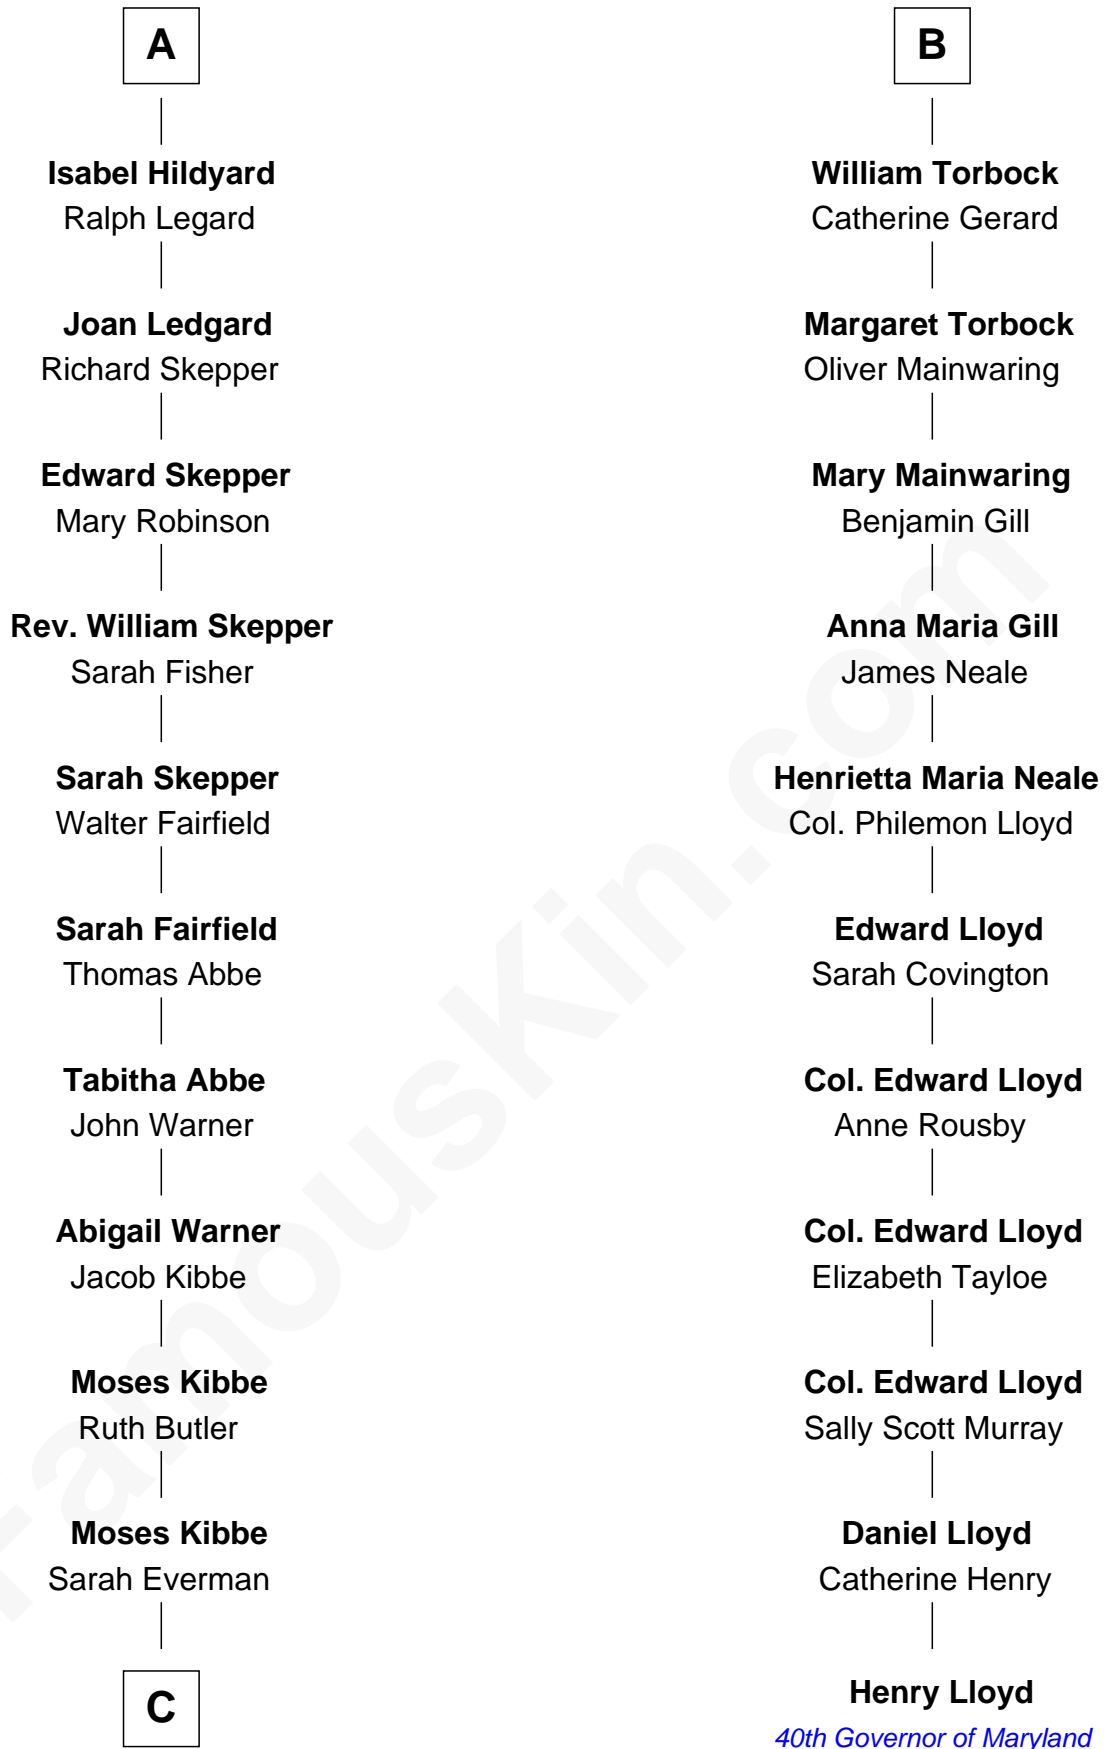 A
Isabel Hildyard
Ralph Legard
Joan Ledgard
Richard Skepper
Edward Skepper
Mary Robinson
Rev. William Skepper
Sarah Fisher
Sarah Skepper
Walter Fairfield
Sarah Fairfield
Thomas Abbe
Tabitha Abbe
John Warner
Abigail Warner
Jacob Kibbe
Moses Kibbe
Ruth Butler
Moses Kibbe
Sarah Everman
C
B
William Torbock
Catherine Gerard
Margaret Torbock
Oliver Mainwaring
Mary Mainwaring
Benjamin Gill
Anna Maria Gill
James Neale
Henrietta Maria Neale
Col. Philemon Lloyd
Edward Lloyd
Sarah Covington
Col. Edward Lloyd
Anne Rousby
Col. Edward Lloyd
Elizabeth Tayloe
Col. Edward Lloyd
Sally Scott Murray
Daniel Lloyd
Catherine Henry
Henry Lloyd
40th Governor of Maryland
FamousKin.com